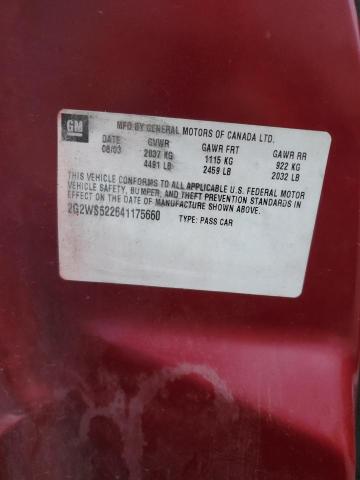 GM
MFD BY GENERAL MOTORS OF CANADA LTD.
DATE GVWR GAWR FRT GAWR RR
08/03 2037 KG 1115 KG 922 KG
4491 LB 2459 LB 2032 LB
THIS VEHICLE CONFORMS TO ALL APPLICABLE U.S. FEDERAL MOTOR
VEHICLE SAFETY, BUMPER, AND THEFT PREVENTION STANDARDS IN
EFFECT ON THE DATE OF MANUFACTURE SHOWN ABOVE.
2G2WS522641175660 TYPE: PASS CAR